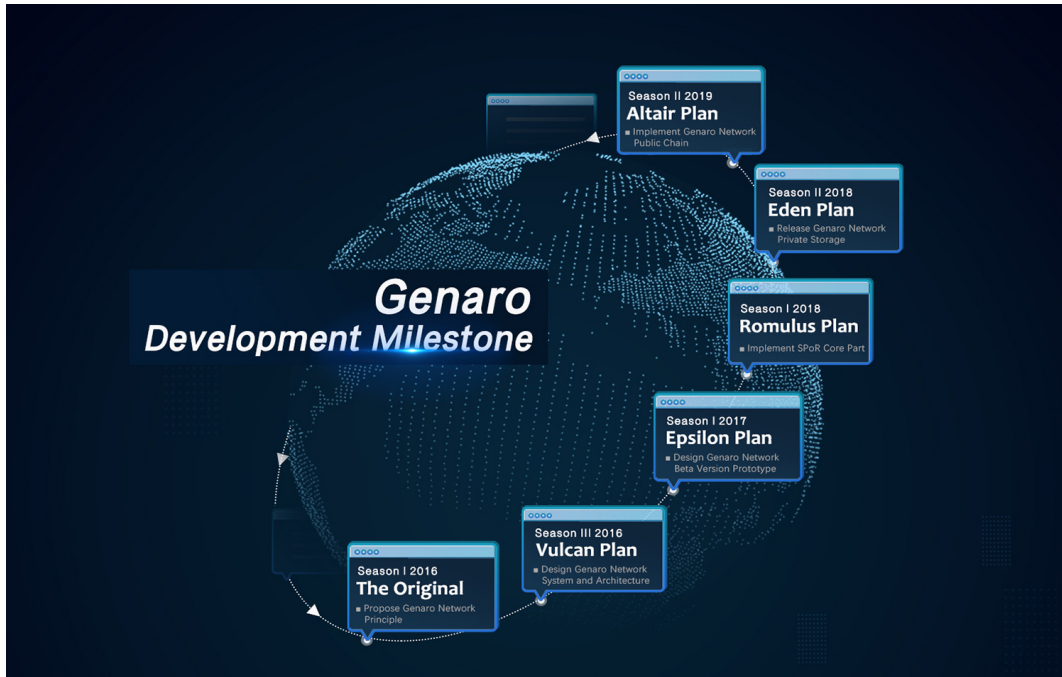 Genaro
Development Milestone
Season II 2019
Altair Plan
■ Implement Genaro Network
Public Chain
Season II 2018
Eden Plan
■ Release Genaro Network
Private Storage
Season I 2018
Romulus Plan
■ Implement SPoR Core Part
Season I 2017
Epsilon Plan
■ Design Genaro Network
Beta Version Prototype
Season III 2016
Vulcan Plan
■ Design Genaro Network
System and Architecture
Season I 2016
The Original
■ Propose Genaro Network
Principle